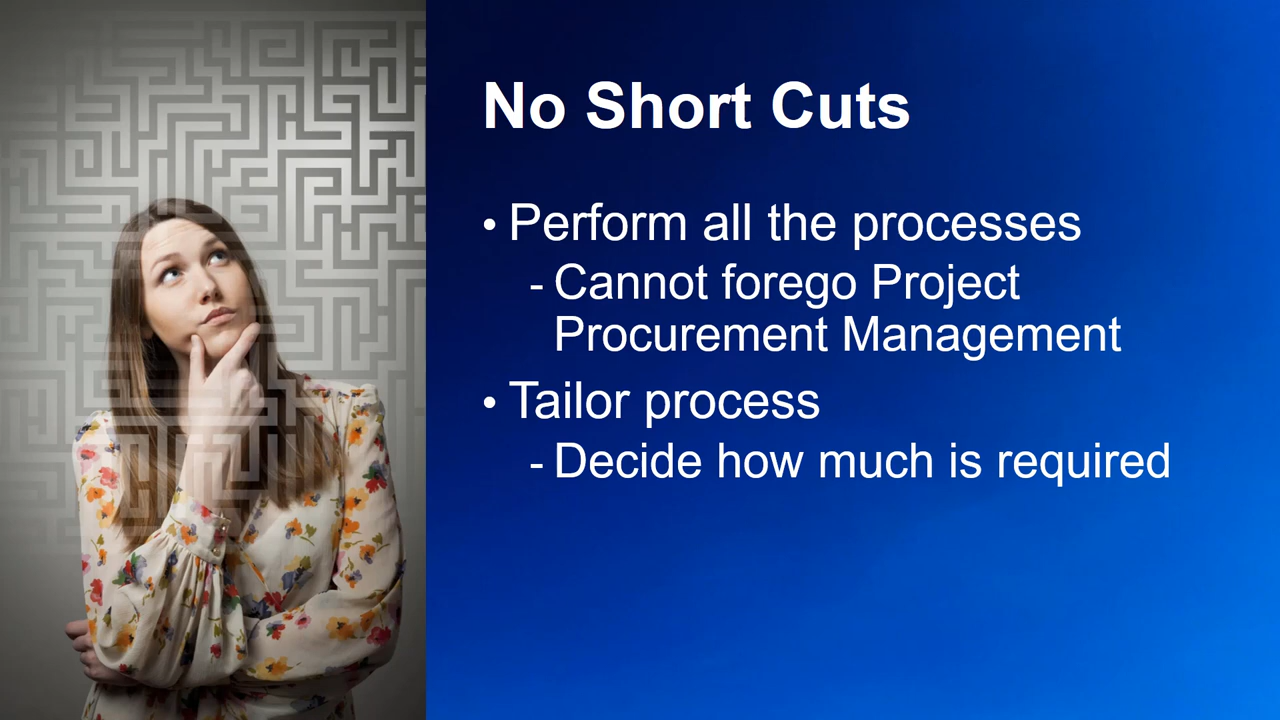 No Short Cuts
• Perform all the processes
- Cannot forego Project
Procurement Management
• Tailor process
- Decide how much is required